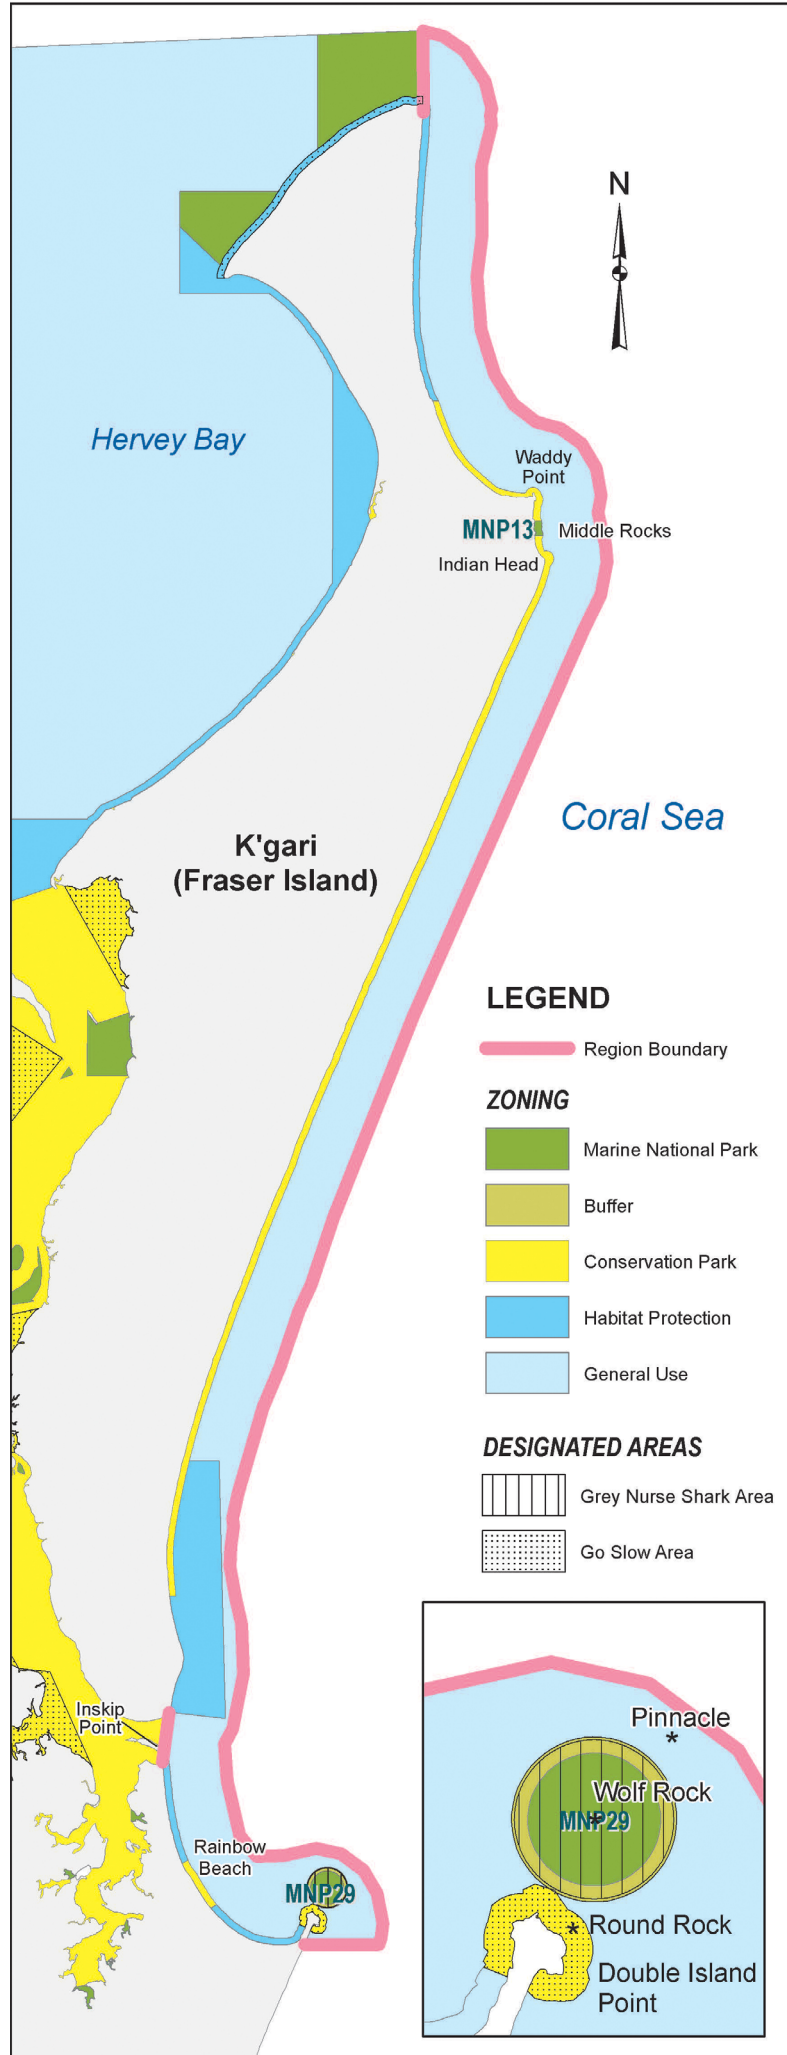 N
Hervey Bay
Waddy
Point
MNP13
Middle Rocks
Indian Head
Coral Sea
K'gari
(Fraser Island)
LEGEND
Region Boundary
ZONING
Marine National Park
Buffer
Conservation Park
Habitat Protection
General Use
DESIGNATED AREAS
Grey Nurse Shark Area
Go Slow Area
Inskip
Point
Rainbow
Beach
MNP29
Pinnacle
*
Wolf Rock
MNP29
*
* Round Rock
Double Island
Point